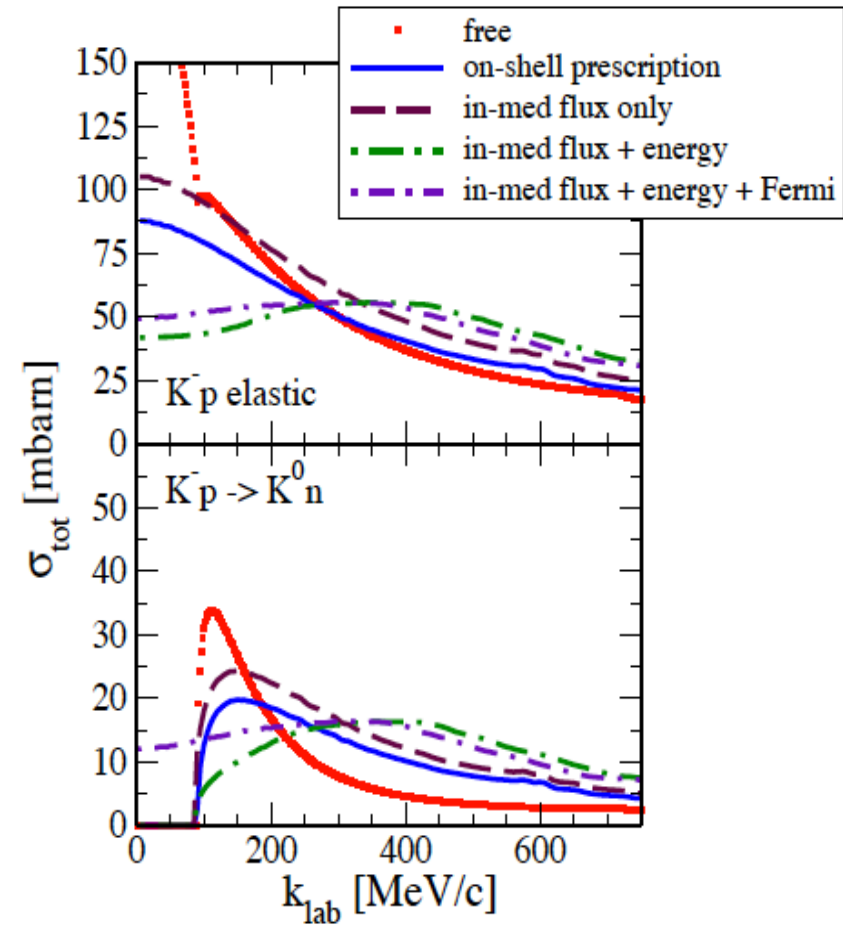 free
on-shell prescription
in-med flux only
in-med flux + energy
in-med flux + energy + Fermi
150
125
100
75
50
25
0
K⁻p elastic
K⁻p -> K⁰n
50
40
30
20
10
0
σ_tot [mbarn]
0 200 400 600
k_lab [MeV/c]